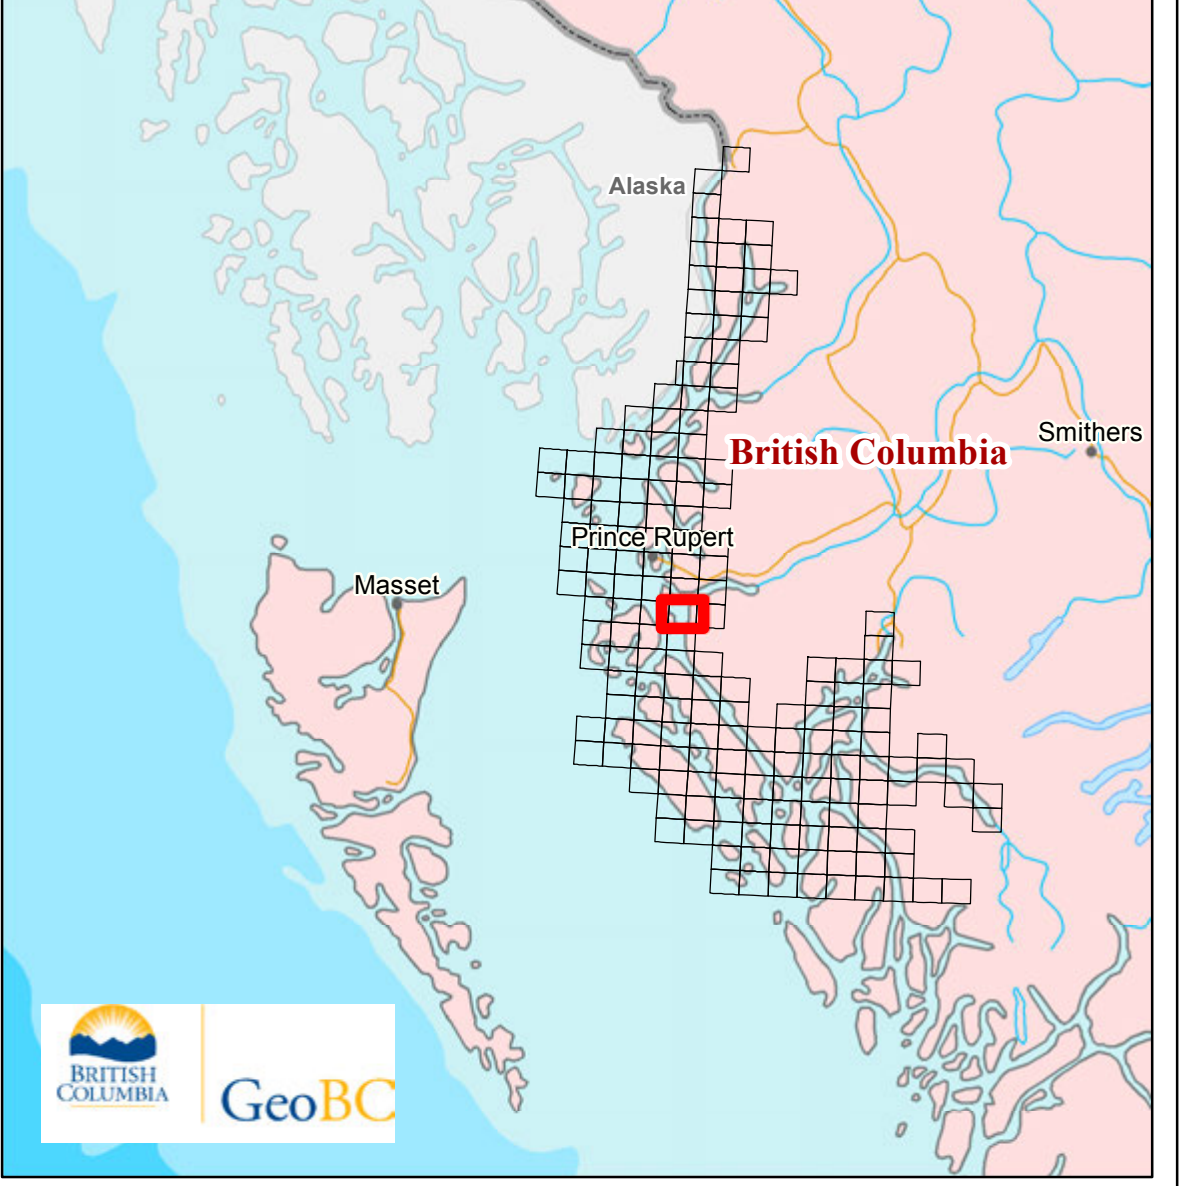 Alaska
British Columbia
Smithers
Prince Rupert
Masset
BRITISH
COLUMBIA
GeoBC